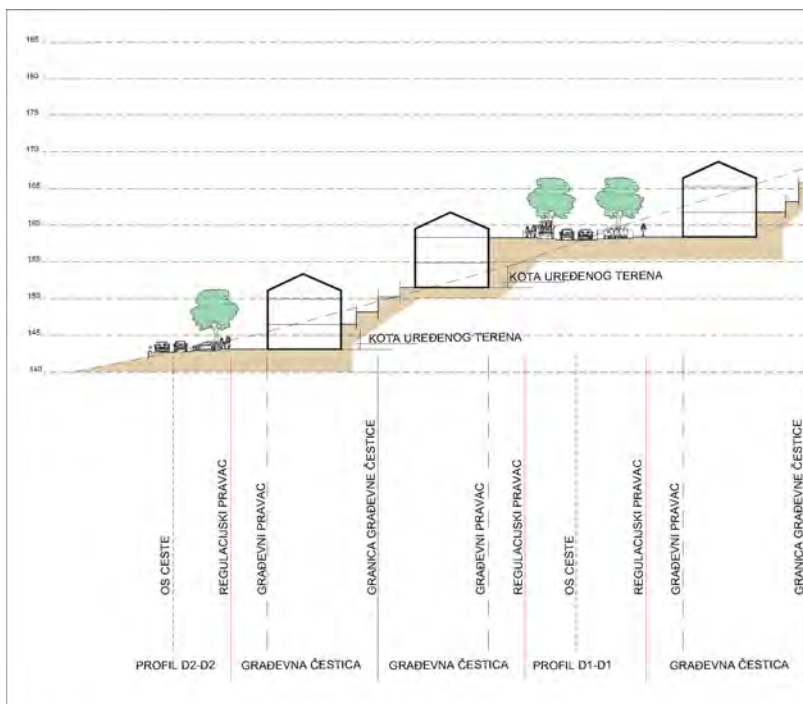 185
180
175
170
165
160
155
150
145
140
KOTA UREĐENOG TERENA
KOTA UREĐENOG TERENA
OS CESTE
REGULACIJSKI PRAVAC
GRAĐEVNI PRAVAC
GRANICA GRAĐEVNE ČESTICE
GRAĐEVNI PRAVAC
REGULACIJSKI PRAVAC
OS CESTE
REGULACIJSKI PRAVAC
GRAĐEVNI PRAVAC
GRANICA GRAĐEVNE ČESTICE
PROFIL D2-D2
GRAĐEVNA ČESTICA
GRAĐEVNA ČESTICA
PROFIL D1-D1
GRAĐEVNA ČESTICA